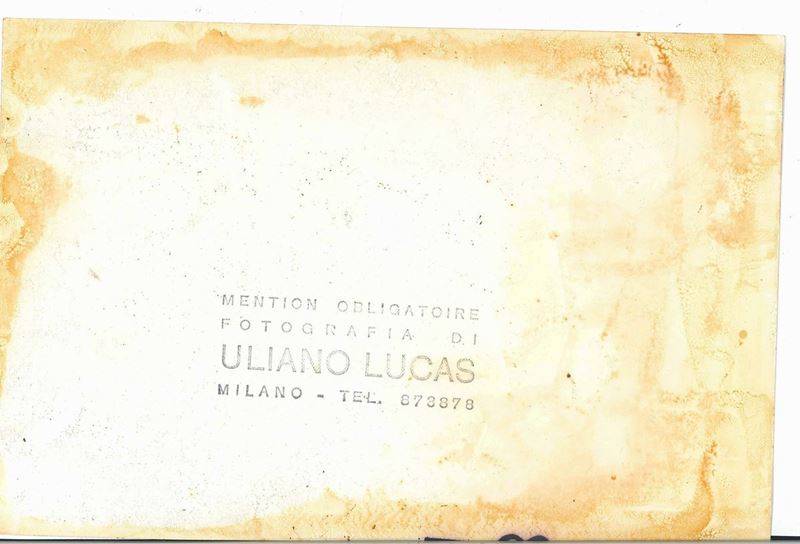 MENTION OBLIGATOIRE
FOTOGRAFIA DI
ULIANO LUCAS
MILANO - TEL. 873878